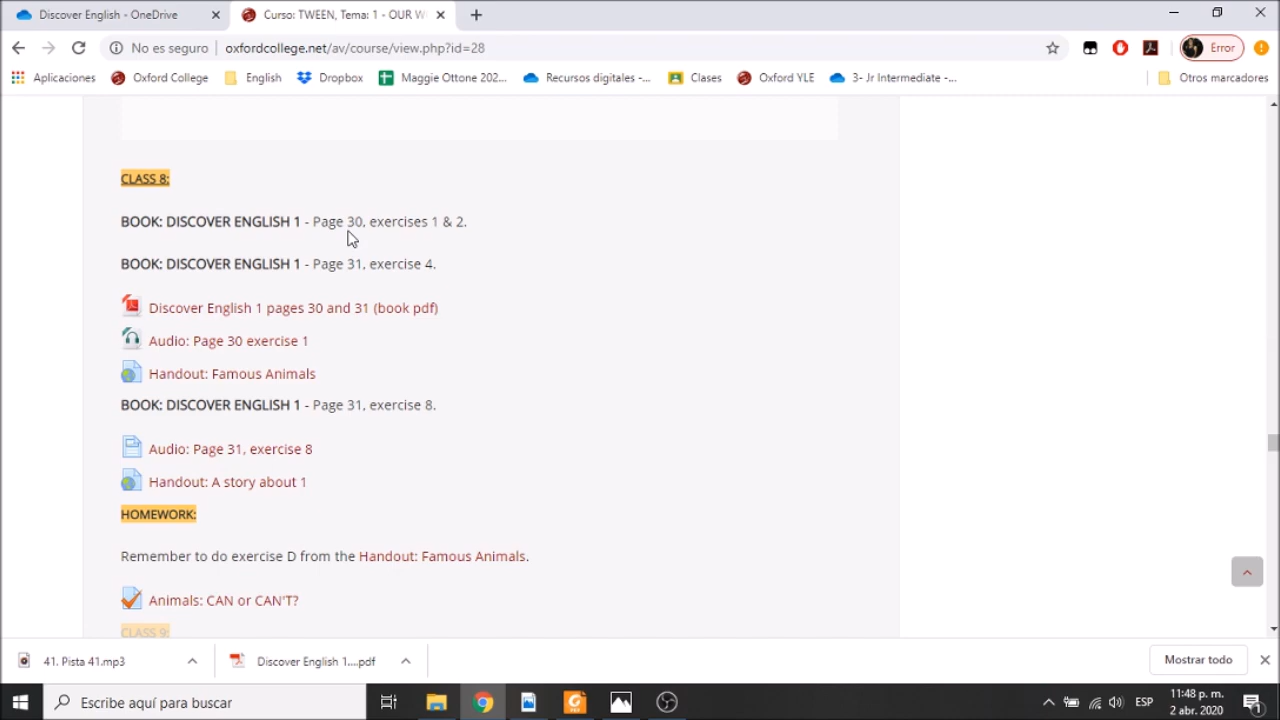 Discover English - OneDrive
Curso: TWEEN, Tema: 1 - OUR W
No es seguro
oxfordcollege.net/av/course/view.php?id=28
Error
Aplicaciones
Oxford College
English
Dropbox
Maggie Ottone 202...
Recursos digitales -...
Clases
Oxford YLE
3- Jr Intermediate -...
Otros marcadores
CLASS 8:
BOOK: DISCOVER ENGLISH 1 - Page 30, exercises 1 & 2.
BOOK: DISCOVER ENGLISH 1 - Page 31, exercise 4.
Discover English 1 pages 30 and 31 (book pdf)
Audio: Page 30 exercise 1
Handout: Famous Animals
BOOK: DISCOVER ENGLISH 1 - Page 31, exercise 8.
Audio: Page 31, exercise 8
Handout: A story about 1
HOMEWORK:
Remember to do exercise D from the Handout: Famous Animals.
Animals: CAN or CAN'T?
CLASS 9:
41. Pista 41.mp3
Discover English 1....pdf
Mostrar todo
Escribe aquí para buscar
ESP
11:48 p. m.
2 abr. 2020
1